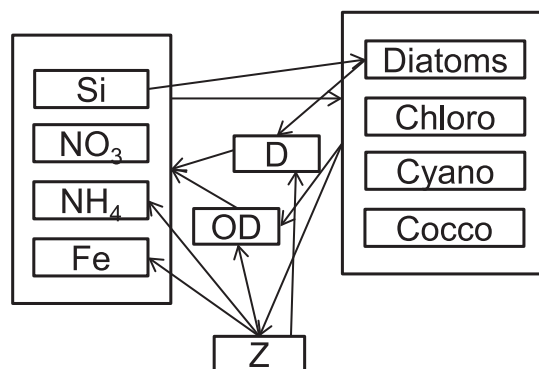 Si
NO₃
NH₄
Fe
D
OD
Z
Diatoms
Chloro
Cyano
Cocco